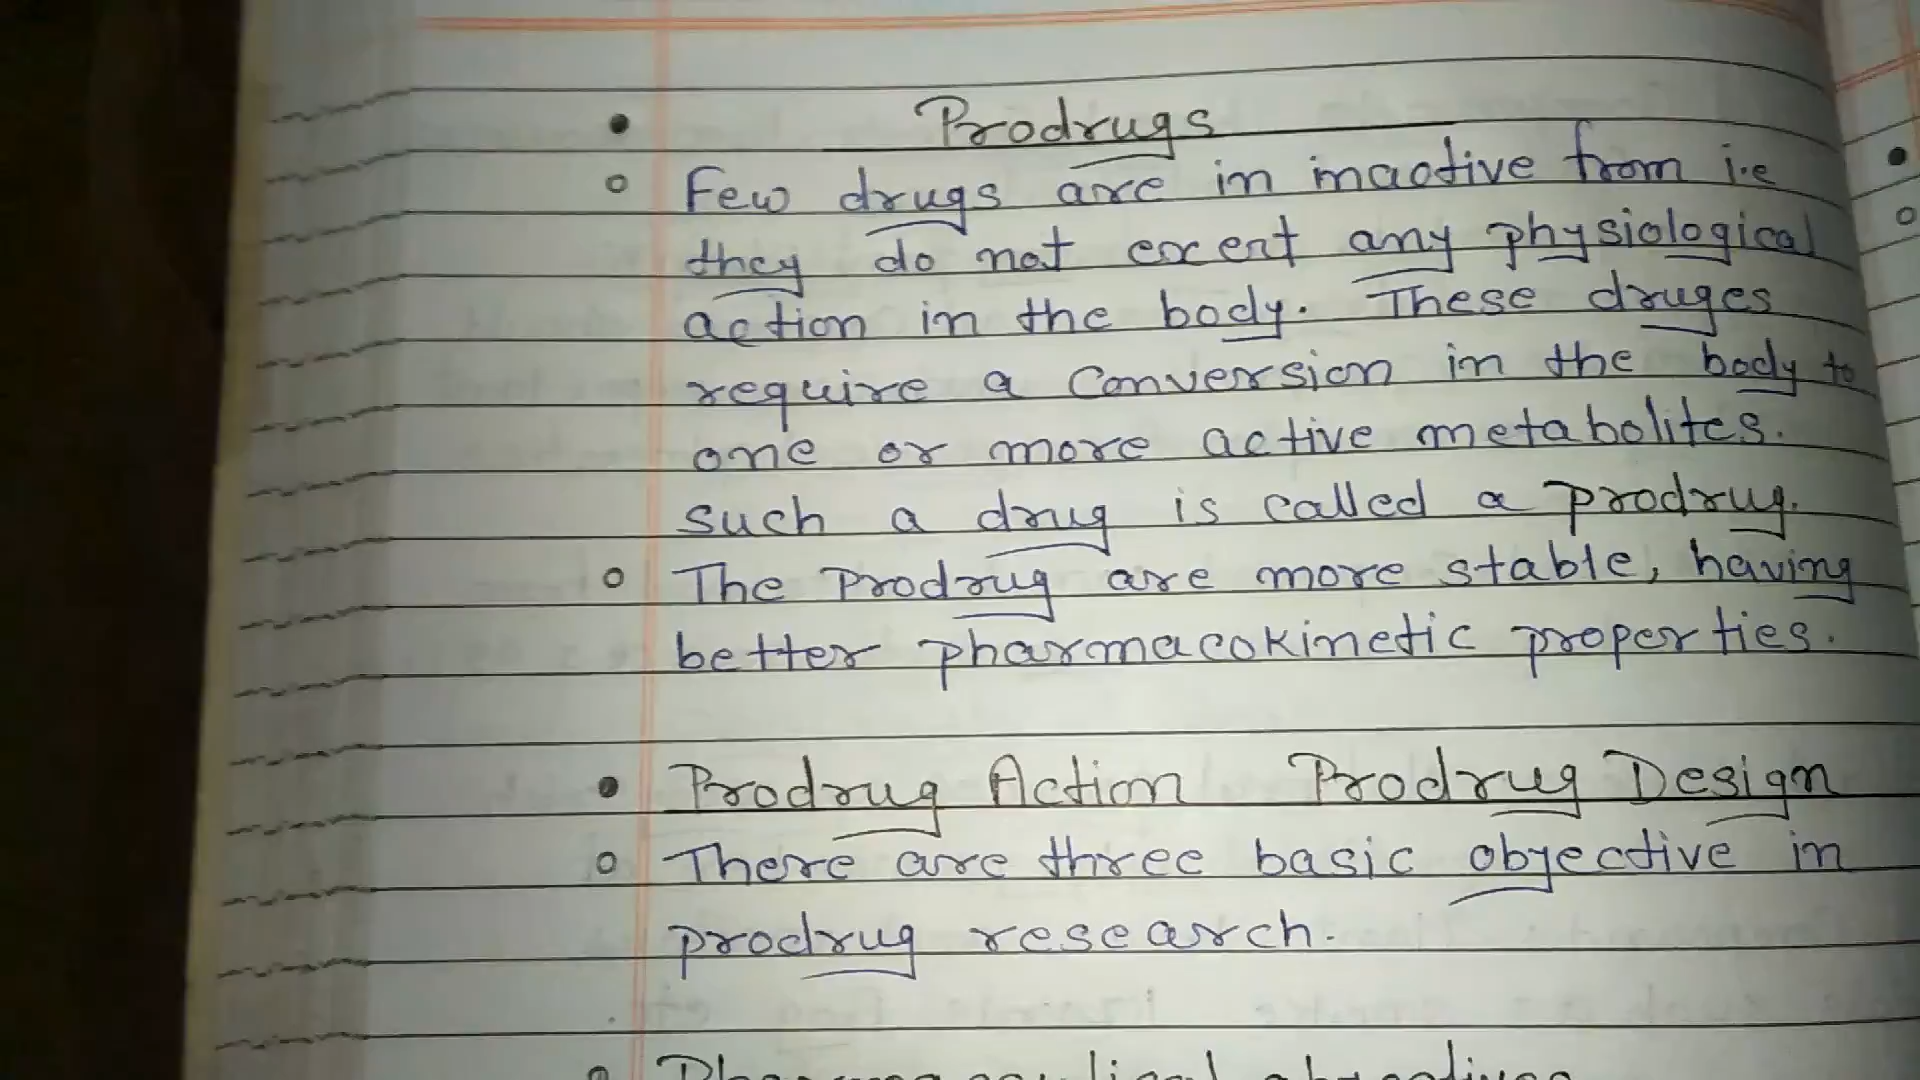 • Prodrugs
○ Few drugs are in inactive from i.e
they do not excert any physiological
action in the body. These druges
require a conversion in the body to
one or more active metabolites.
such a drug is called a prodrug.
○ The Prodrug are more stable, having
better pharmacokinetic properties.
• Prodrug Action Prodrug Design
○ There are three basic objective in
prodrug research.